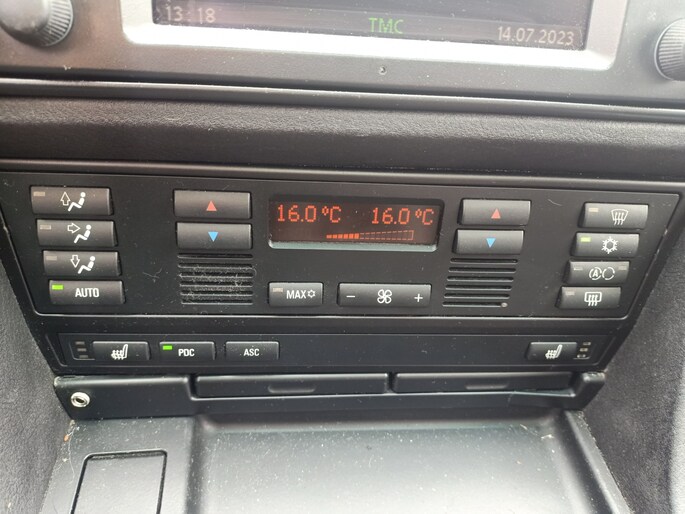 13:18
TMC
14.07.2023
16.0°C 16.0°C
AUTO
MAX
- +
A
PDC
ASC